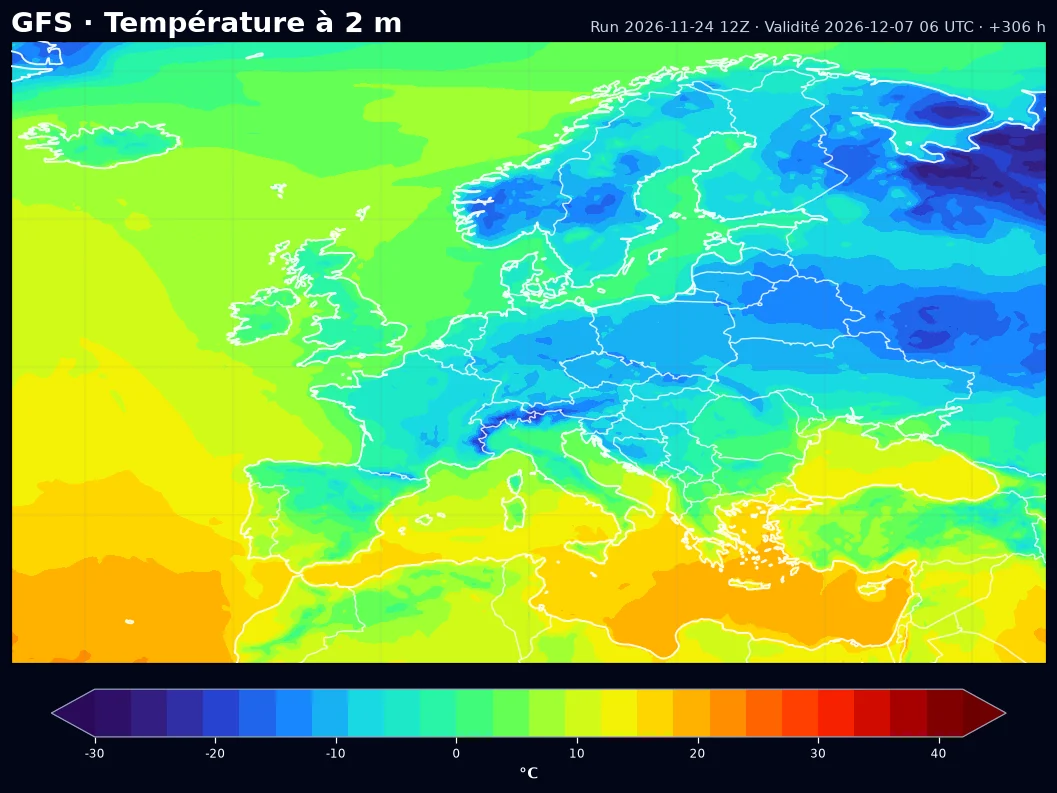 GFS · Température à 2 m
Run 2026-11-24 12Z · Validité 2026-12-07 06 UTC · +306 h
-30 -20 -10 0 10 20 30 40
°C